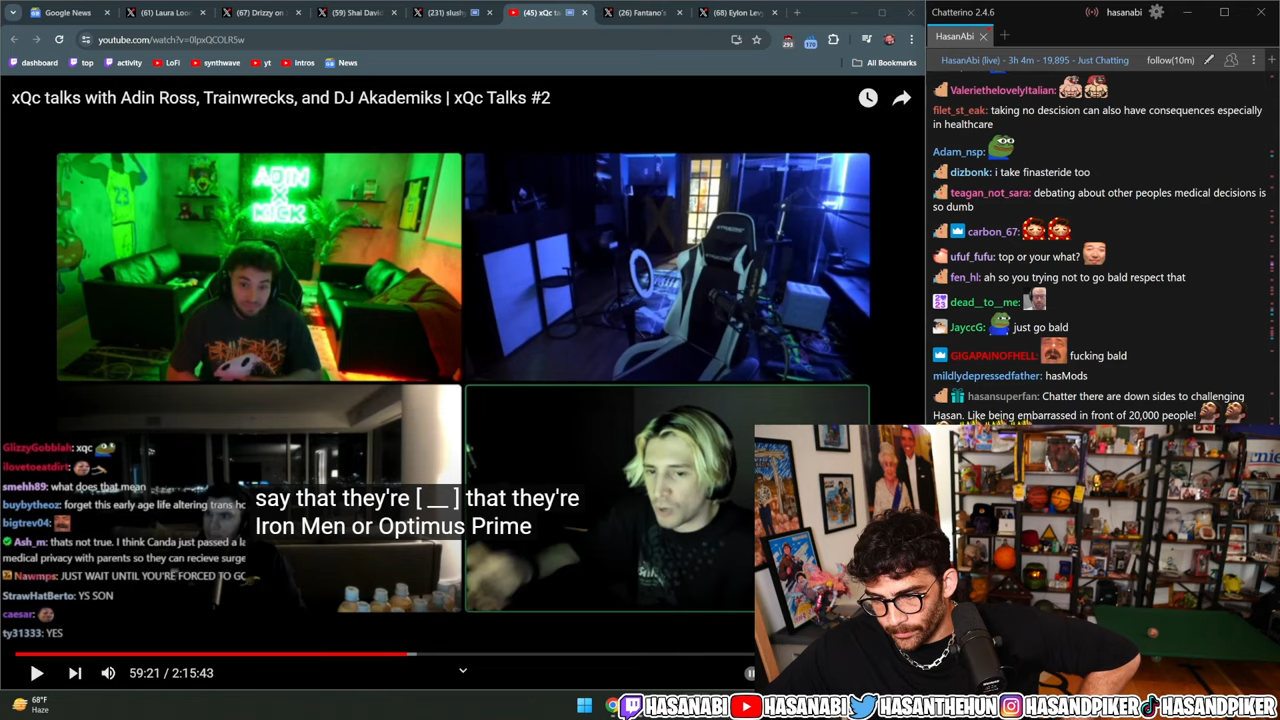 Google News
(61) Laura Loo
(67) Drizzy on
(59) Shai David
(231) slushy
(45) xQc ta
(26) Fantano's
(68) Eylon Lev
youtube.com/watch?v=0lpxQCOLR5w
293
170
dashboard
top
activity
LoFi
synthwave
yt
intros
News
All Bookmarks
xQc talks with Adin Ross, Trainwrecks, and DJ Akademiks | xQc Talks #2
ADIN
X
KICK
23
GlizzyGobblah: xqc
ilovetoeatdirt:
smehh89: what does that mean
buybytheoz: forget this early age life altering trans ho
bigtrev04:
Ash_m: thats not true. I think Canda just passed a la
medical privacy with parents so they can recieve surge
Nawmps: JUST WAIT UNTIL YOU'RE FORCED TO GO
StrawHatBerto: YS SON
caesar:
ty31333: YES
say that they're [ __ ] that they're
Iron Men or Optimus Prime
59:21 / 2:15:43
68°F
Haze
Chatterino 2.4.6
hasanabi
HasanAbi
HasanAbi (live) - 3h 4m - 19,895 - Just Chatting
follow(10m)
ValerietheIovelyItalian:
filet_st_eak: taking no descision can also have consequences especially
in healthcare
Adam_nsp:
dizbonk: i take finasteride too
teagan_not_sara: debating about other peoples medical decisions is
so dumb
carbon_67:
ufuf_fufu: top or your what?
fen_hl: ah so you trying not to go bald respect that
dead__to__me:
JayccG: just go bald
GIGAPAINOFHELL: fucking bald
mildlydepressedfather: hasMods
hasansuperfan: Chatter there are down sides to challenging
Hasan. Like being embarrassed in front of 20,000 people!
HASANABI
HASANABI
HASANTHEHUN
HASANDPIKER
HASANDPIKER